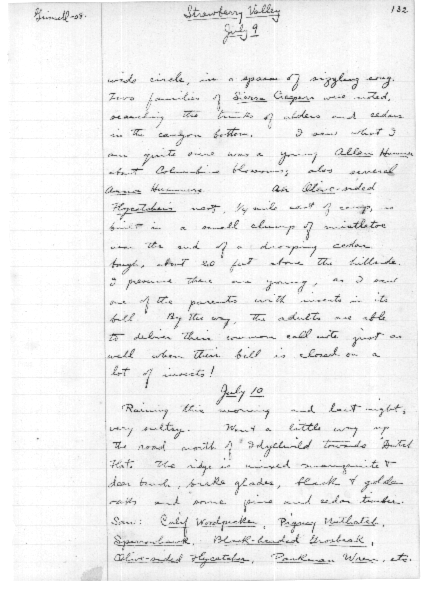 Grinnell-08.
Strawberry Valley
132
July 9
wide circle, in a spasm of sizzling song.
Two families of Sierra Creepers were noted,
searching the trunks of alders and cedars
in the canyon bottom. I saw what I
am quite sure was a young Allen Hummer
about Columbine blossoms; also several
Anna Hummers An Olive-sided
Flycatcher's nest, ¼ mile east of camp, is
built in a small clump of mistletoe
near the end of a drooping cedar
bough, about 20 feet above the hillside.
I presume there are young, as I saw
one of the parents with insects in its
bill By the way, the adults are able
to deliver their common call note just as
well when their bill is closed on a
lot of insects!
July 10
Raining this morning and last night,
very sultry. Went a little way up
the road north of Idyllwild towards Dutch
Flat. The ridge is mixed manzanita &
deer brush, brake glades, black & golden
oaks and some pine and cedar timber.
Saw: Calif Woodpecker, Pigmy Nuthatch,
Sparrowhawk, Black-headed Grosbeak,
Olive-sided Flycatcher, Parkman Wren, etc.